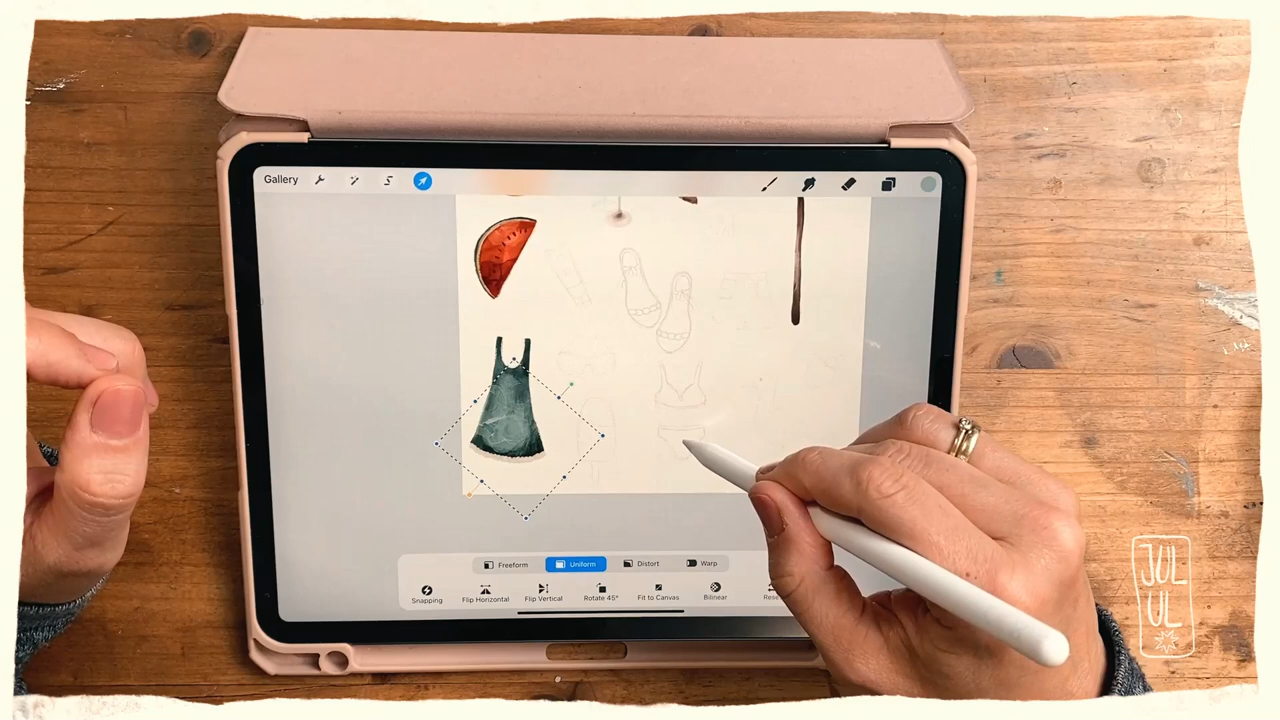 Gallery
Freeform Uniform Distort Warp
Snapping Flip Horizontal Flip Vertical Rotate 45° Fit to Canvas Bilinear
JUL
UL